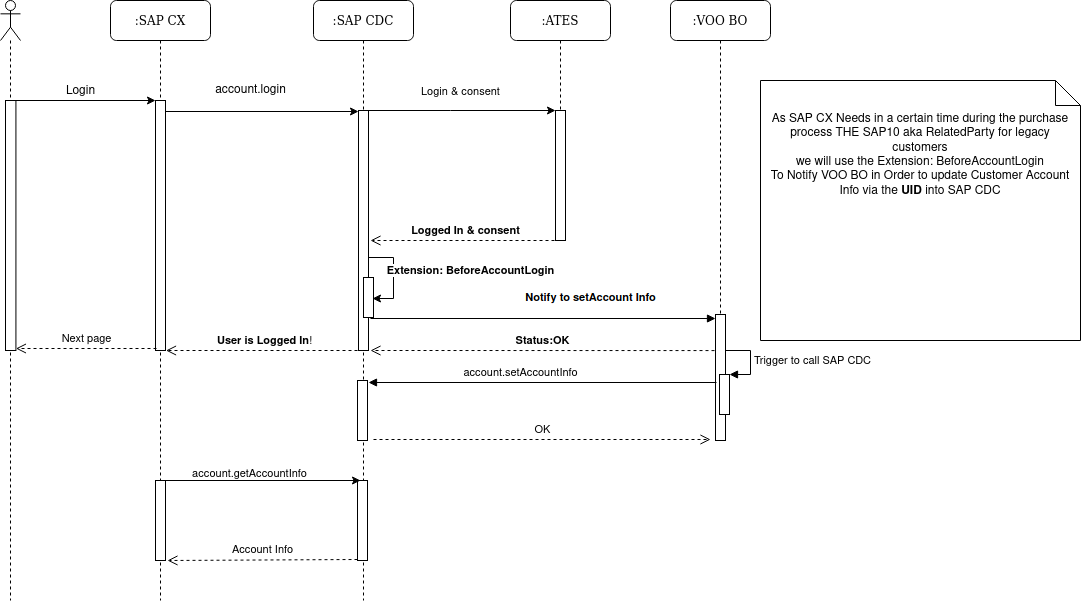 :SAP CX
:SAP CDC
:ATES
:VOO BO
Login
account.login
Login & consent
As SAP CX Needs in a certain time during the purchase
process THE SAP10 aka RelatedParty for legacy
customers
we will use the Extension: BeforeAccountLogin
To Notify VOO BO in Order to update Customer Account
Info via the UID into SAP CDC
Logged In & consent
Extension: BeforeAccountLogin
Notify to setAccount Info
Next page
User is Logged In!
Status:OK
Trigger to call SAP CDC
account.setAccountInfo
OK
account.getAccountInfo
Account Info